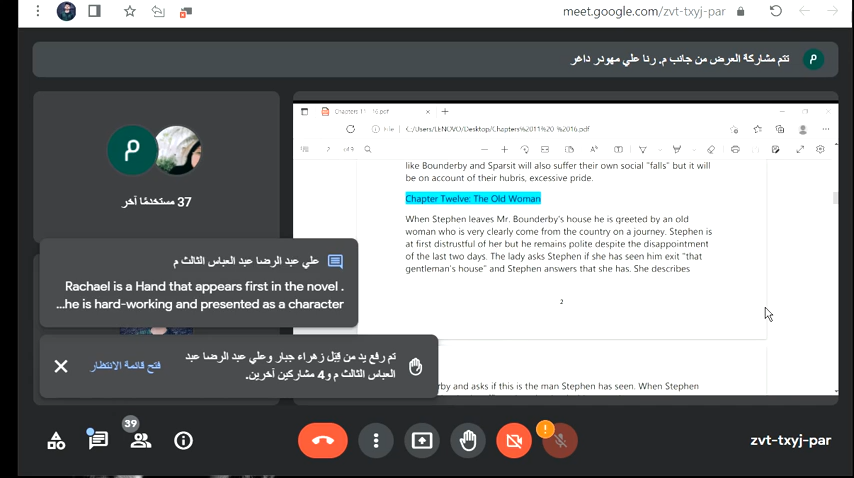 meet.google.com/zvt-txyj-par
تتم مشاركة العرض من جانب م. رنا علي مهودر داغر
م
م
37 مستخدمًا آخر
Chapters 11 - 16.pdf
File | C:/Users/LENOVO/Desktop/Chapters%2011%20 %2016.pdf
2 of 9
like Bounderby and Sparsit will also suffer their own social "falls" but it will
be on account of their hubris, excessive pride.
Chapter Twelve: The Old Woman
When Stephen leaves Mr. Bounderby's house he is greeted by an old
woman who is very clearly come from the country on a journey. Stephen is
at first distrustful of her but he remains polite despite the disappointment
of the last two days. The lady asks Stephen if she has seen him exit "that
gentleman's house" and Stephen answers that she has. She describes
2
rby and asks if this is the man Stephen has seen. When Stephen
علي عبد الرضا عبد العباس الثالث م
Rachael is a Hand that appears first in the novel .
he is hard-working and presented as a character...
تم رفع يد من قِبَل زهراء جبار وعلي عبد الرضا عبد
العباس الثالث م و4 مشاركين آخرين.
فتح قائمة الانتظار
39
zvt-txyj-par